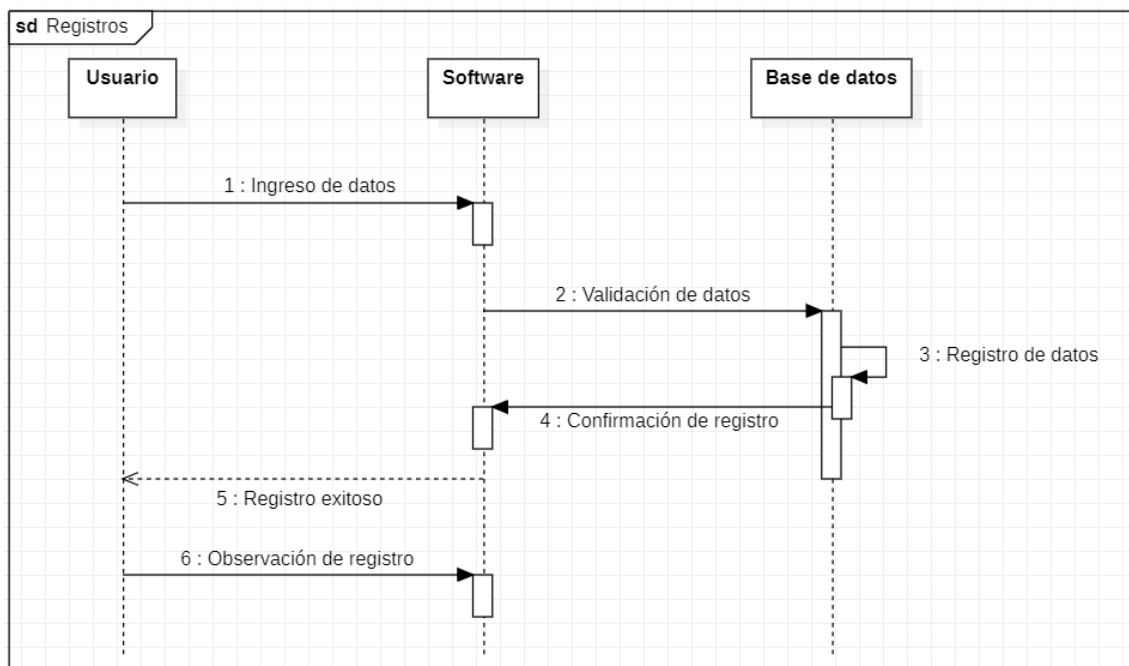 sd Registros
Usuario
Software
Base de datos
1 : Ingreso de datos
2 : Validación de datos
3 : Registro de datos
4 : Confirmación de registro
5 : Registro exitoso
6 : Observación de registro